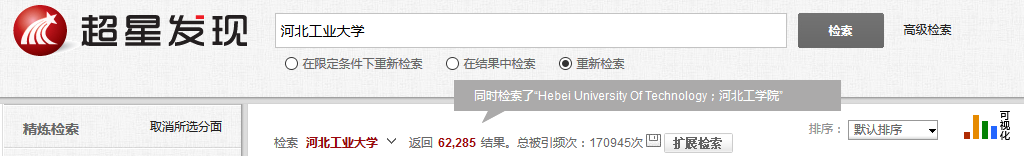 超星发现
河北工业大学
检索
高级检索
在限定条件下重新检索
在结果中检索
重新检索
同时检索了“Hebei University Of Technology；河北工学院”
精炼检索
取消所选分面
检索 河北工业大学 返回 62,285 结果。总被引频次：170945次 扩展检索
排序：
默认排序
可视化